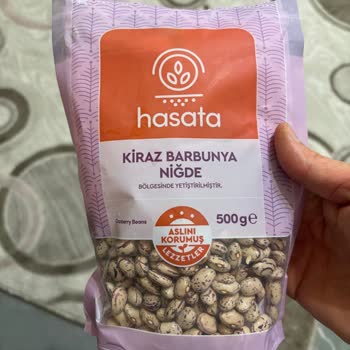 hasata
KİRAZ BARBUNYA
NİĞDE
BÖLGESİNDE YETİŞTİRİLMİŞTİR.
Cranberry Beans
500g℮
ASLINI
KORUMUŞ
LEZZETLER